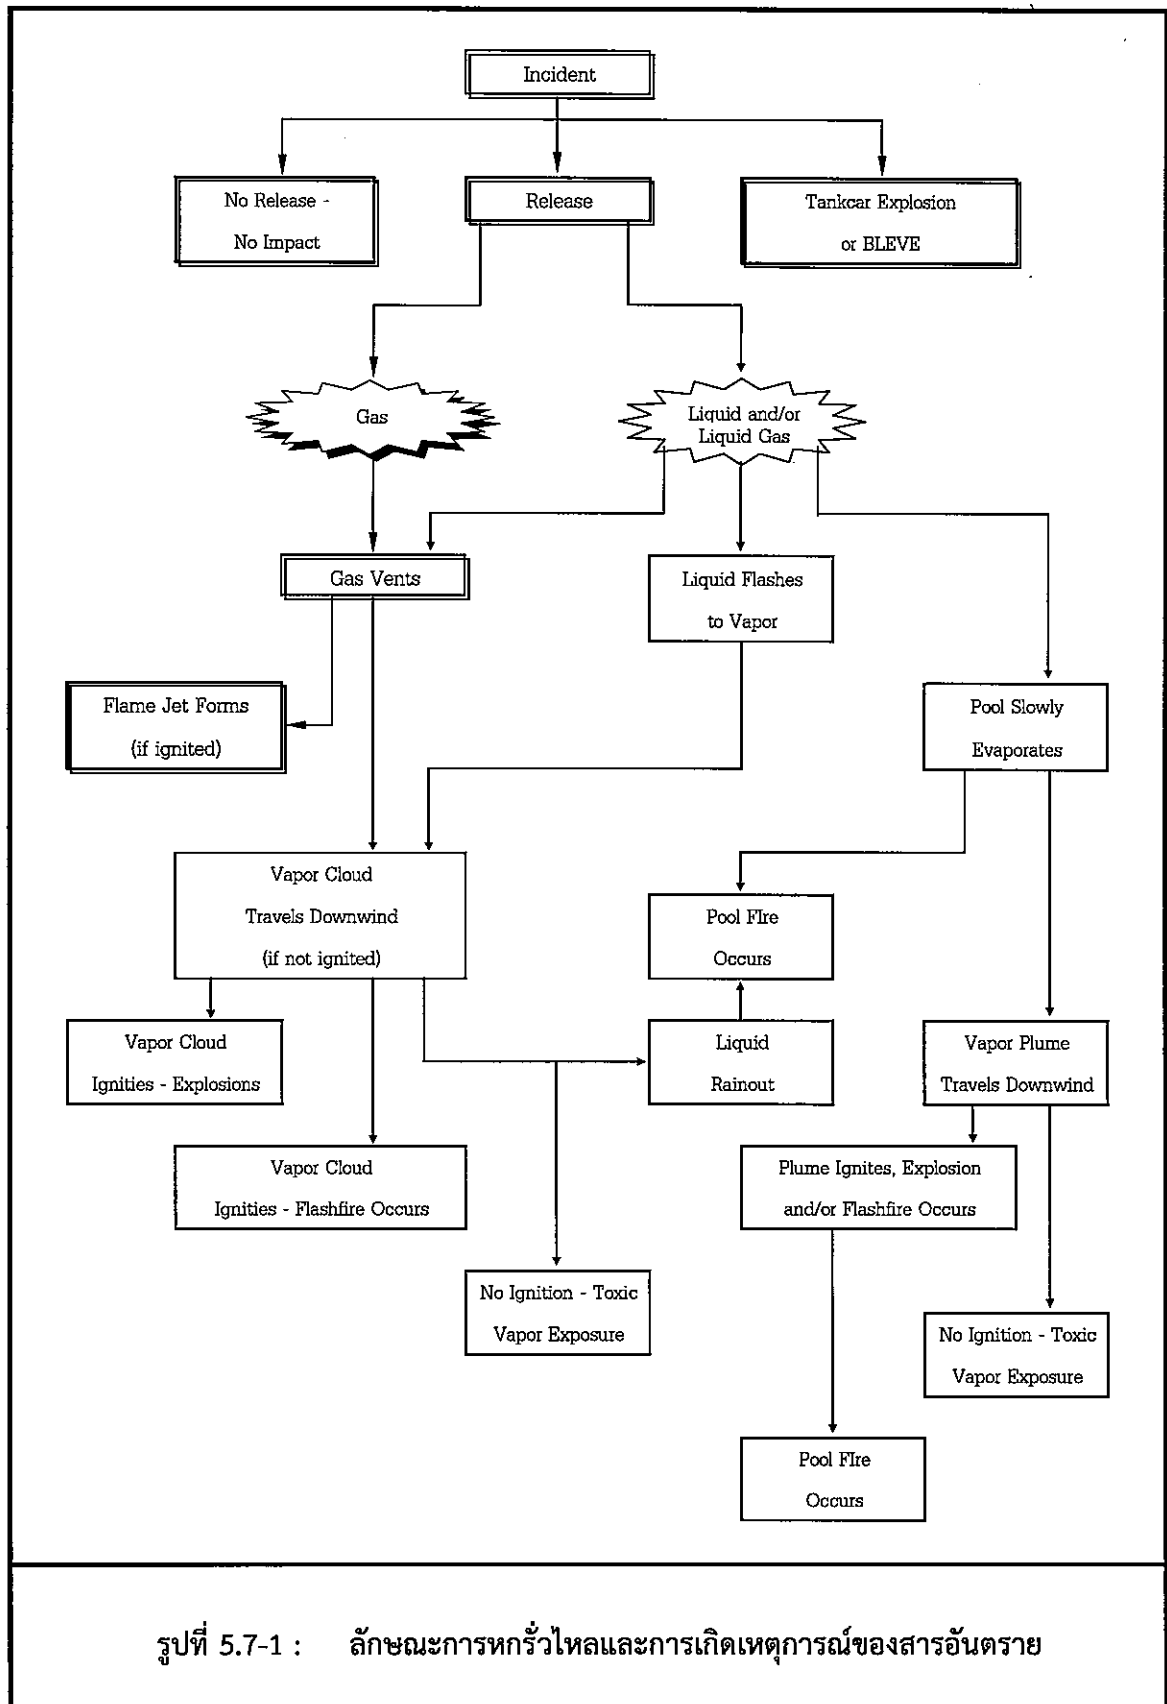 Incident
No Release -
No Impact
Release
Tankcar Explosion
or BLEVE
Gas
Liquid and/or
Liquid Gas
Gas Vents
Liquid Flashes
to Vapor
Flame Jet Forms
(if ignited)
Pool Slowly
Evaporates
Vapor Cloud
Travels Downwind
(if not ignited)
Pool FIre
Occurs
Vapor Cloud
Ignities - Explosions
Liquid
Rainout
Vapor Plume
Travels Downwind
Vapor Cloud
Ignities - Flashfire Occurs
Plume Ignites, Explosion
and/or Flashfire Occurs
No Ignition - Toxic
Vapor Exposure
No Ignition - Toxic
Vapor Exposure
Pool FIre
Occurs
รูปที่ 5.7-1 : ลักษณะการหกรั่วไหลและการเกิดเหตุการณ์ของสารอันตราย